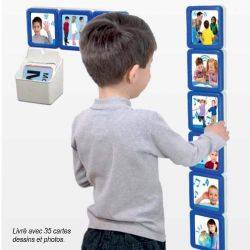 Livré avec 35 cartes
dessins et photos.